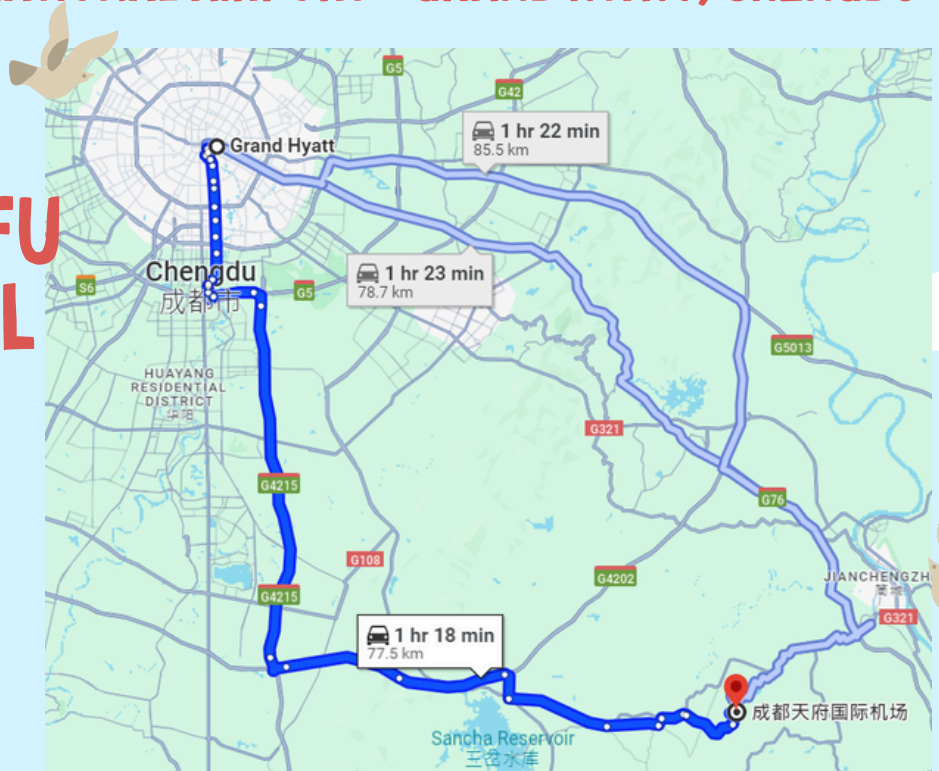 GRAND HYATT, CHENGDU
FU
L
G5
G42
1 hr 22 min
85.5 km
Grand Hyatt
Chengdu
成都市
S6
G5
1 hr 23 min
78.7 km
G5013
HUAYANG
RESIDENTIAL
DISTRICT
华阳
G321
G4215
G76
G108
G4202
G4215
JIANCHENGZH
G321
1 hr 18 min
77.5 km
成都天府国际机场
Sancha Reservoir
三岔水库